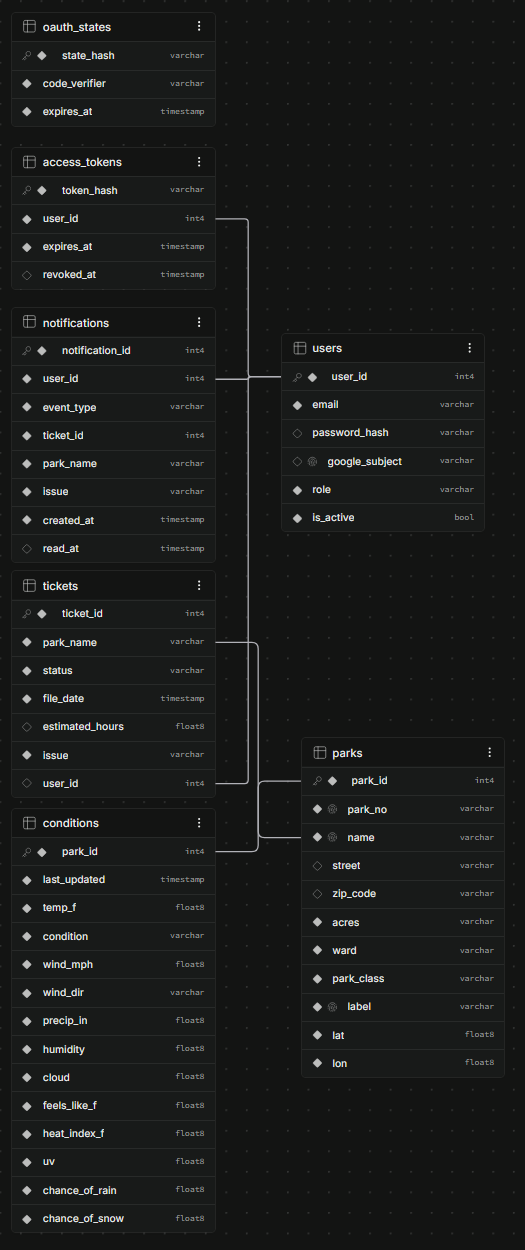 oauth_states
state_hash varchar
code_verifier varchar
expires_at timestamp
access_tokens
token_hash varchar
user_id int4
expires_at timestamp
revoked_at timestamp
notifications
notification_id int4
user_id int4
event_type varchar
ticket_id int4
park_name varchar
issue varchar
created_at timestamp
read_at timestamp
users
user_id int4
email varchar
password_hash varchar
google_subject varchar
role varchar
is_active bool
tickets
ticket_id int4
park_name varchar
status varchar
file_date timestamp
estimated_hours float8
issue varchar
user_id int4
parks
park_id int4
park_no varchar
name varchar
street varchar
zip_code varchar
acres varchar
ward varchar
park_class varchar
label varchar
lat float8
lon float8
conditions
park_id int4
last_updated timestamp
temp_f float8
condition varchar
wind_mph float8
wind_dir varchar
precip_in float8
humidity float8
cloud float8
feels_like_f float8
heat_index_f float8
uv float8
chance_of_rain float8
chance_of_snow float8